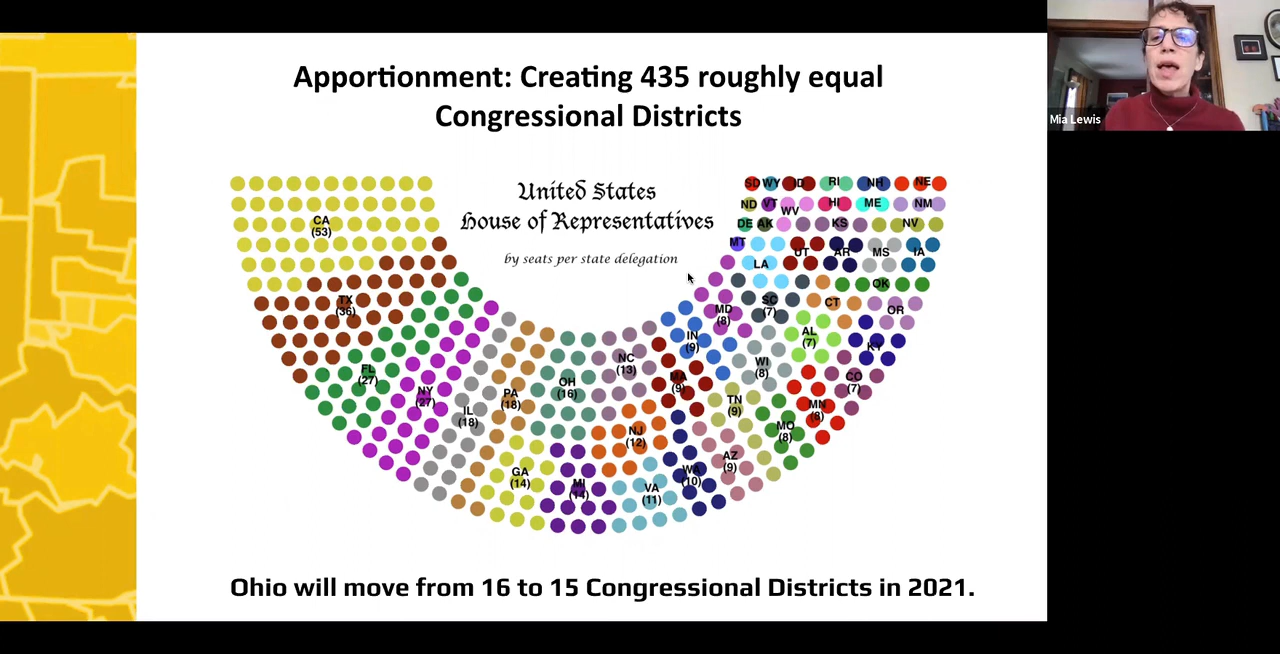 Apportionment: Creating 435 roughly equal
Congressional Districts
Mia Lewis
United States
House of Representatives
by seats per state delegation
CA
(53)
TX
(36)
FL
(27)
NY
(27)
IL
(18)
PA
(18)
OH
(16)
NC
(13)
GA
(14)
MI
(14)
NJ
(12)
VA
(11)
WA
(10)
MA
(9)
IN
(9)
AZ
(9)
TN
(9)
MD
(8)
WI
(8)
MO
(8)
MN
(8)
SC
(7)
AL
(7)
CO
(7)
LA
KY
CT
OR
OK
MT
UT
AR
MS
IA
DE AK
KS
NV
ND VT
WV
HI
ME
NM
SD WY
ID
RI
NH
NE
Ohio will move from 16 to 15 Congressional Districts in 2021.